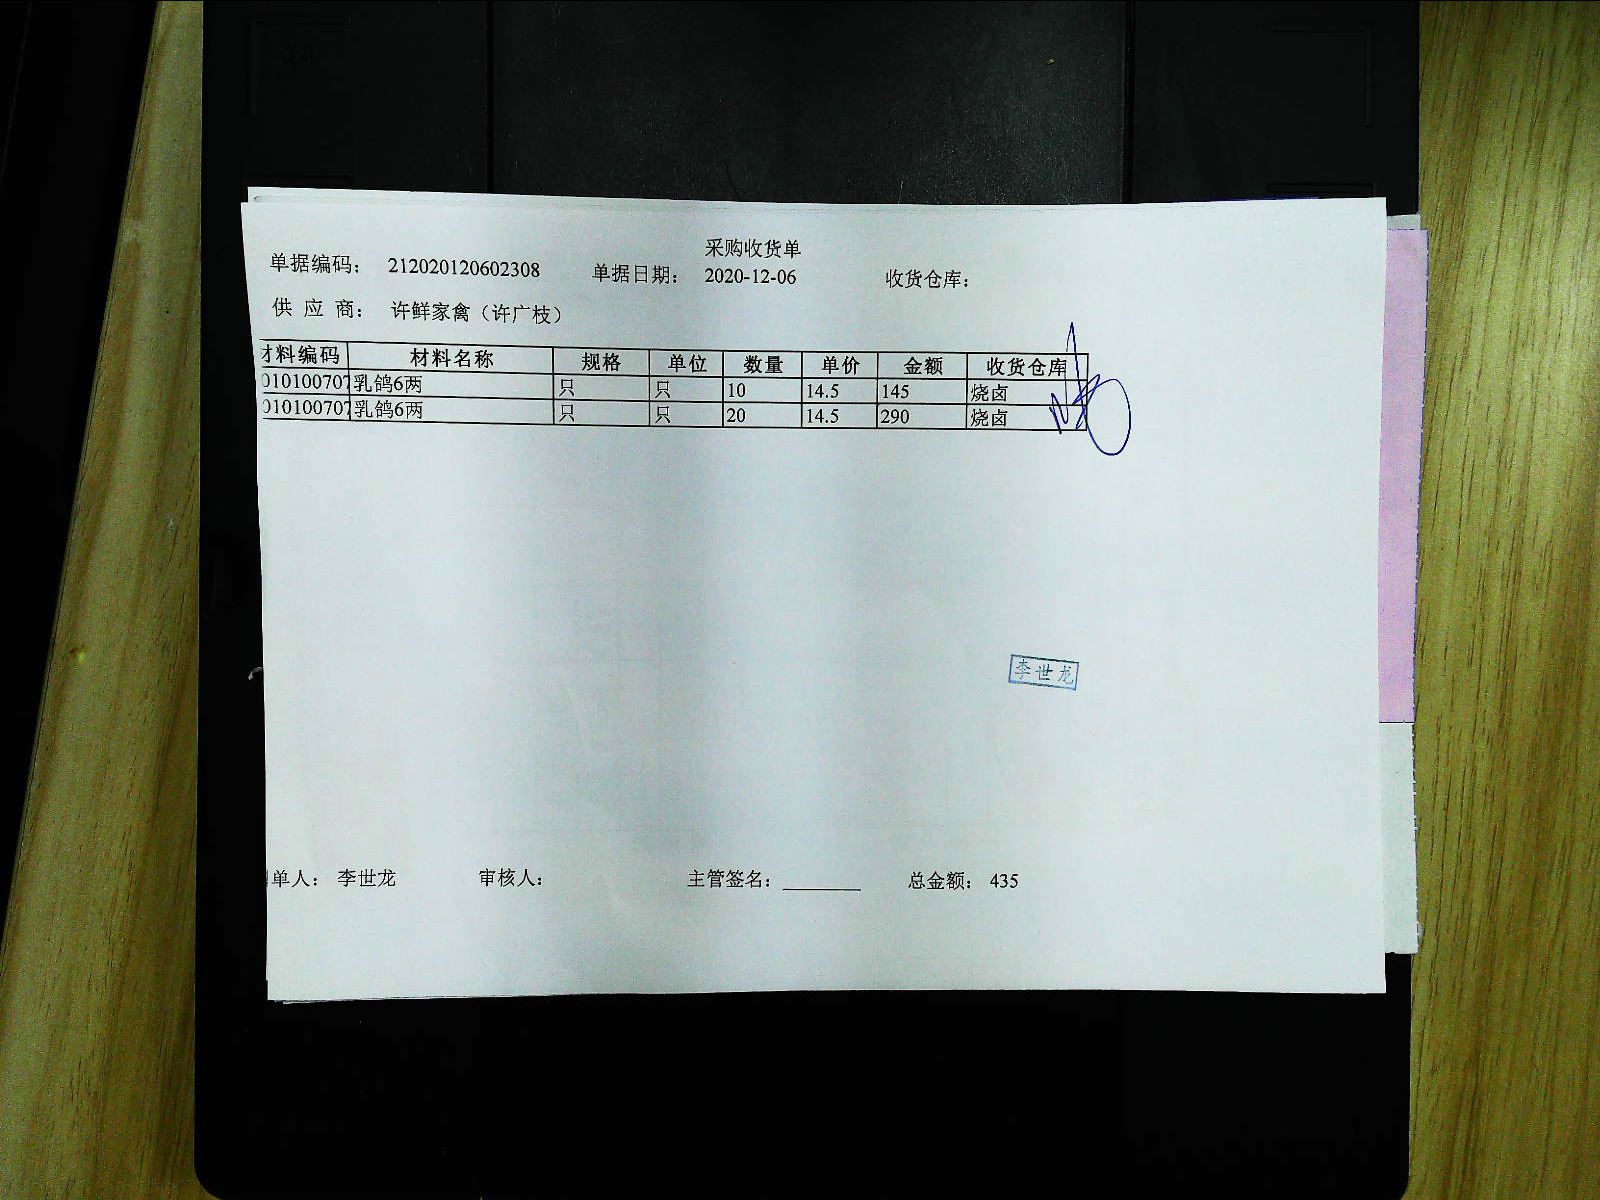 采购收货单
单据编码： 212020120602308 单据日期： 2020-12-06 收货仓库：
供 应 商： 许鲜家禽（许广枝）
材料编码 材料名称 规格 单位 数量 单价 金额 收货仓库
010100707 乳鸽6两 只 只 10 14.5 145 烧卤
010100707 乳鸽6两 只 只 20 14.5 290 烧卤
李世龙
单人： 李世龙 审核人： 主管签名：________ 总金额： 435